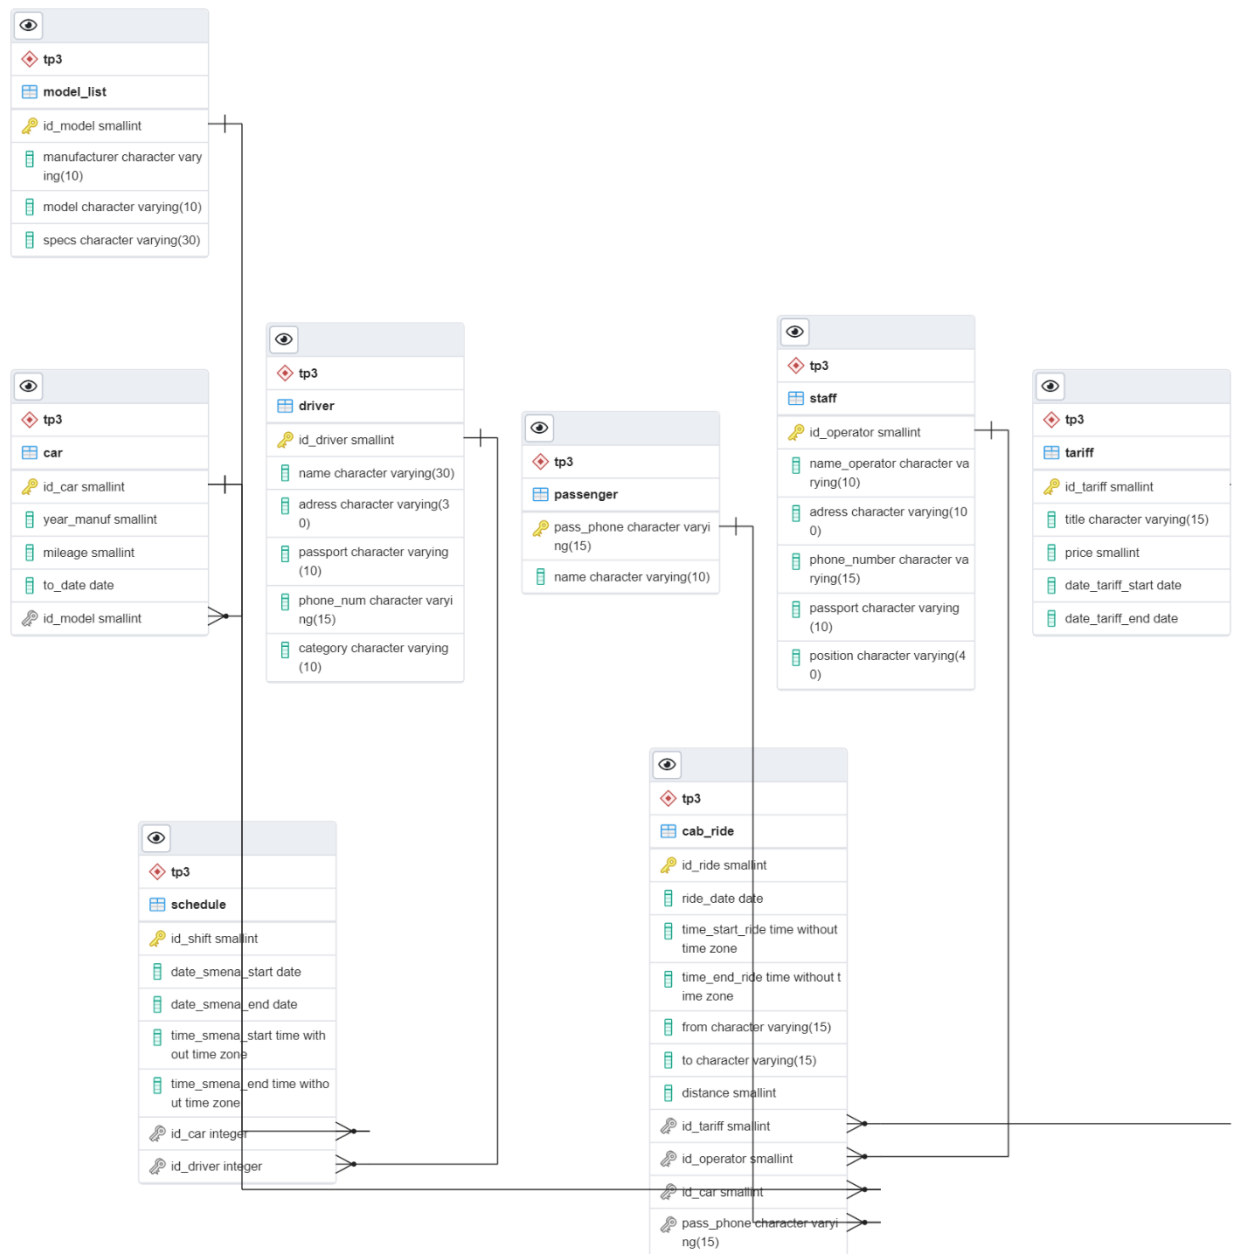 tp3
model_list
id_model smallint
manufacturer character vary
ing(10)
model character varying(10)
specs character varying(30)
tp3
car
id_car smallint
year_manuf smallint
mileage smallint
to_date date
id_model smallint
tp3
driver
id_driver smallint
name character varying(30)
adress character varying(3
0)
passport character varying
(10)
phone_num character varyi
ng(15)
category character varying
(10)
tp3
passenger
pass_phone character varyi
ng(15)
name character varying(10)
tp3
staff
id_operator smallint
name_operator character va
rying(10)
adress character varying(10
0)
phone_number character va
rying(15)
passport character varying
(10)
position character varying(4
0)
tp3
tariff
id_tariff smallint
title character varying(15)
price smallint
date_tariff_start date
date_tariff_end date
tp3
schedule
id_shift smallint
date_smena_start date
date_smena_end date
time_smena_start time with
out time zone
time_smena_end time witho
ut time zone
id_car integer
id_driver integer
tp3
cab_ride
id_ride smallint
ride_date date
time_start_ride time without
time zone
time_end_ride time without t
ime zone
from character varying(15)
to character varying(15)
distance smallint
id_tariff smallint
id_operator smallint
id_car smallint
pass_phone character varyi
ng(15)